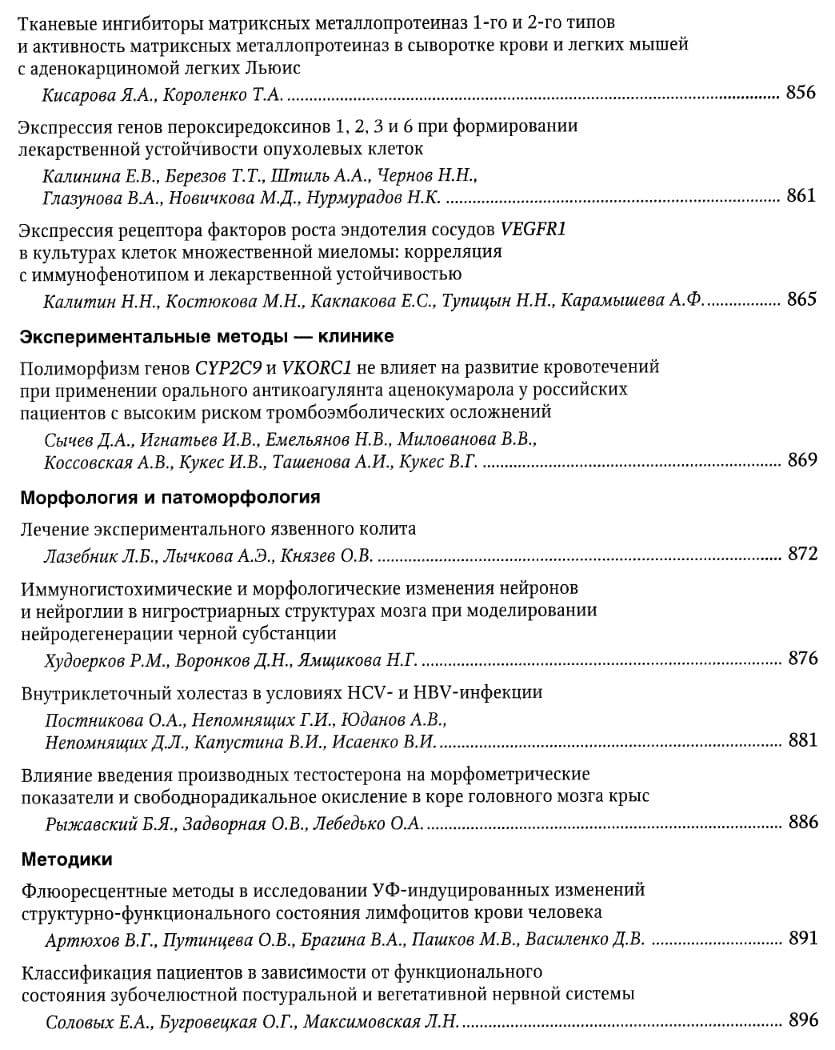 Тканевые ингибиторы матриксных металлопротеиназ 1-го и 2-го типов
и активность матриксных металлопротеиназ в сыворотке крови и легких мышей
с аденокарциномой легких Льюис
Кисарова Я.А., Короленко Т.А. ................ 856
Экспрессия генов пероксиредоксинов 1, 2, 3 и 6 при формировании
лекарственной устойчивости опухолевых клеток
Калинина Е.В., Березов Т.Т., Штиль А.А., Чернов Н.Н.,
Глазунова В.А., Новичкова М.Д., Нурмурадов Н.К. ................ 861
Экспрессия рецептора факторов роста эндотелия сосудов VEGFR1
в культурах клеток множественной миеломы: корреляция
с иммунофенотипом и лекарственной устойчивостью
Калитин Н.Н., Костюкова М.Н., Какпакова Е.С., Тупицын Н.Н., Карамышева А.Ф. ................ 865
Экспериментальные методы — клинике
Полиморфизм генов CYP2C9 и VKORC1 не влияет на развитие кровотечений
при применении орального антикоагулянта аценокумарола у российских
пациентов с высоким риском тромбоэмболических осложнений
Сычев Д.А., Игнатьев И.В., Емельянов Н.В., Милованова В.В.,
Коссовская А.В., Кукес И.В., Ташенова А.И., Кукес В.Г. ................ 869
Морфология и патоморфология
Лечение экспериментального язвенного колита
Лазебник Л.Б., Лычкова А.Э., Князев О.В. ................ 872
Иммуногистохимические и морфологические изменения нейронов
и нейроглии в нигростриарных структурах мозга при моделировании
нейродегенерации черной субстанции
Худоерков Р.М., Воронков Д.Н., Ямщикова Н.Г. ................ 876
Внутриклеточный холестаз в условиях HCV- и HBV-инфекции
Постникова О.А., Непомнящих Г.И., Юданов А.В.,
Непомнящих Д.Л., Капустина В.И., Исаенко В.И. ................ 881
Влияние введения производных тестостерона на морфометрические
показатели и свободнорадикальное окисление в коре головного мозга крыс
Рыжавский Б.Я., Задворная О.В., Лебедько О.А. ................ 886
Методики
Флюоресцентные методы в исследовании УФ-индуцированных изменений
структурно-функционального состояния лимфоцитов крови человека
Артюхов В.Г., Путинцева О.В., Брагина В.А., Пашков М.В., Василенко Д.В. ................ 891
Классификация пациентов в зависимости от функционального
состояния зубочелюстной постуральной и вегетативной нервной системы
Соловых Е.А., Бугровецкая О.Г., Максимовская Л.Н. ................ 896